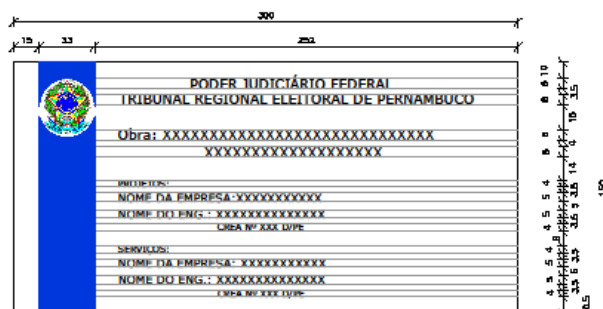 300
15 33 252
PODER JUDICIÁRIO FEDERAL
TRIBUNAL REGIONAL ELEITORAL DE PERNAMBUCO
Obra: XXXXXXXXXXXXXXXXXXXXXXXXXXXXX
XXXXXXXXXXXXXXXXXXX
PROJETOS:
NOME DA EMPRESA:XXXXXXXXXXX
NOME DO ENG.: XXXXXXXXXXXXXX
CREA Nº XXX D/PE
SERVIÇOS:
NOME DA EMPRESA: XXXXXXXXXXX
NOME DO ENG.: XXXXXXXXXXXXXX
CREA Nº XXX D/PE